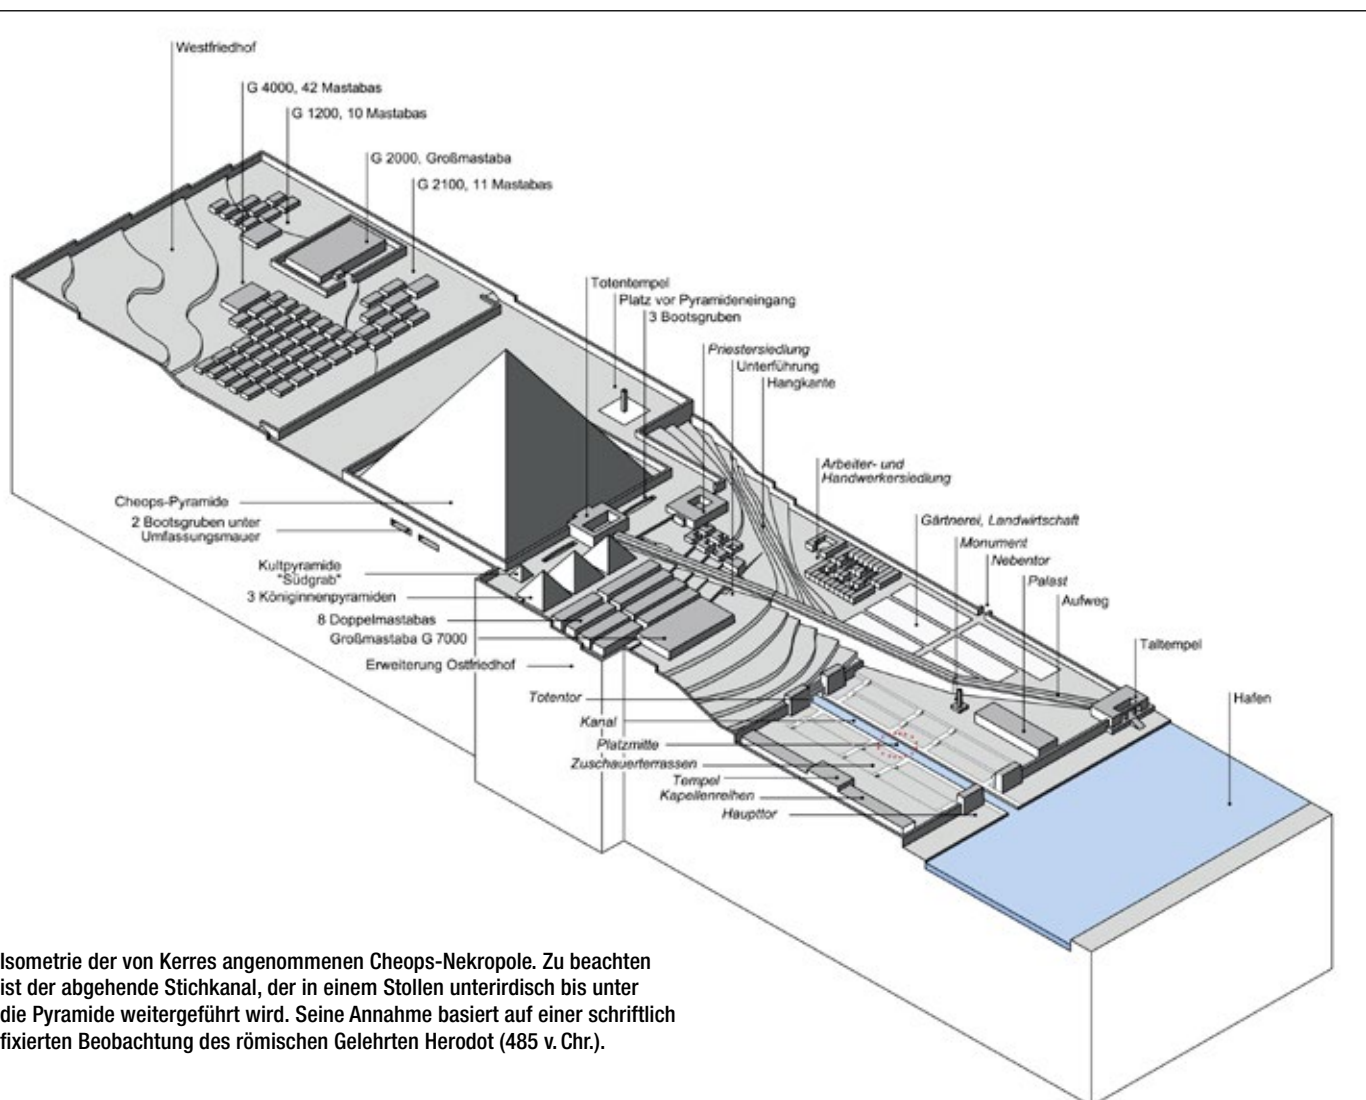 Westfriedhof
G 4000, 42 Mastabas
G 1200, 10 Mastabas
G 2000, Großmastaba
G 2100, 11 Mastabas
Totentempel
Platz vor Pyramideneingang
3 Bootsgruben
Priestersiedlung
Unterführung
Hangkante
Arbeiter- und
Handwerkersiedlung
Gärtnerei, Landwirtschaft
Monument
Nebentor
Palast
Aufweg
Taltempel
Hafen
Cheops-Pyramide
2 Bootsgruben unter
Umfassungsmauer
Kultpyramide
"Südgrab"
3 Königinnenpyramiden
8 Doppelmastabas
Großmastaba G 7000
Erweiterung Ostfriedhof
Totentor
Kanal
Platzmitte
Zuschauerterrassen
Tempel
Kapellenreihen
Haupttor
Isometrie der von Kerres angenommenen Cheops-Nekropole. Zu beachten
ist der abgehende Stichkanal, der in einem Stollen unterirdisch bis unter
die Pyramide weitergeführt wird. Seine Annahme basiert auf einer schriftlich
fixierten Beobachtung des römischen Gelehrten Herodot (485 v. Chr.).